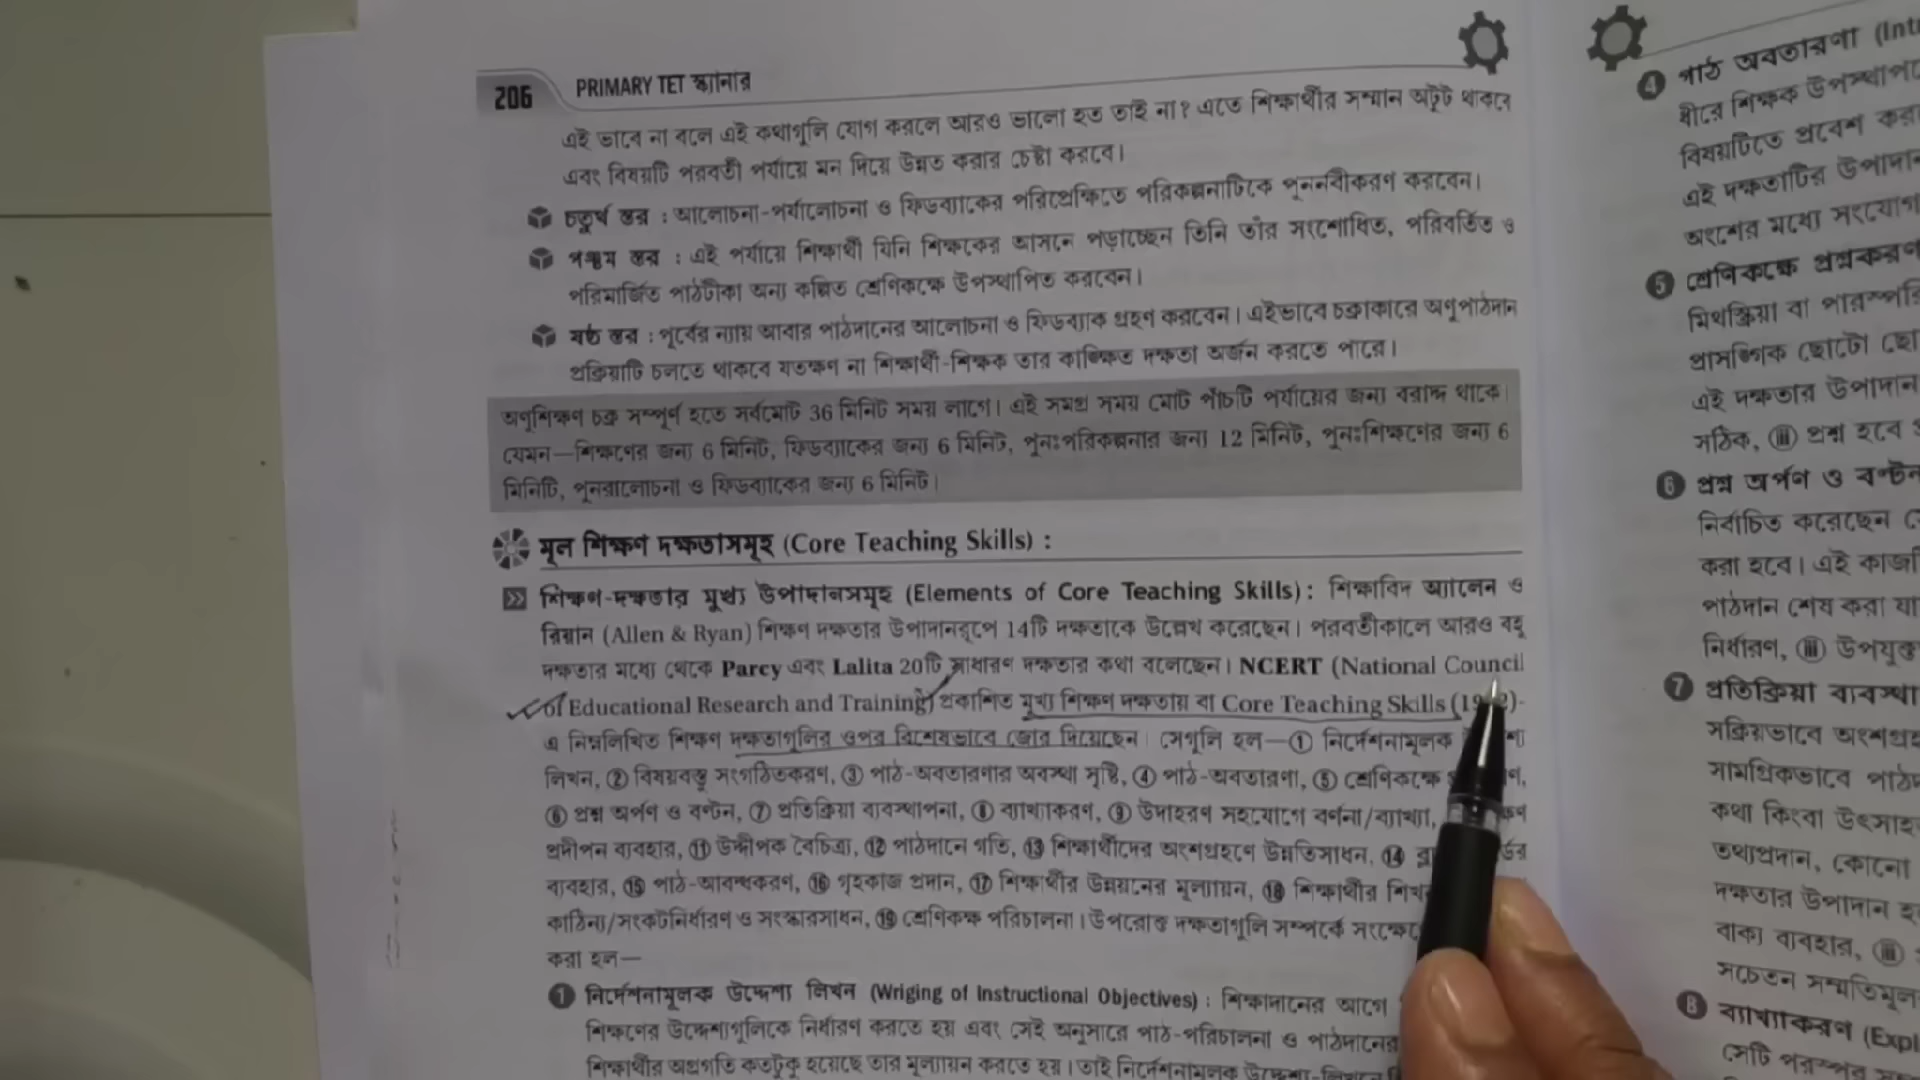 206
PRIMARY TET স্ক্যানার
এই ভাবে না বলে এই কথাগুলি যোগ করলে আরও ভালো হত তাই না? এতে শিক্ষার্থীর সম্মান অটুট থাকবে
এবং বিষয়টি পরবর্তী পর্যায়ে মন দিয়ে উন্নত করার চেষ্টা করবে।
চতুর্থ স্তর : আলোচনা-পর্যালোচনা ও ফিডব্যাকের পরিপ্রেক্ষিতে পরিকল্পনাটিকে পুনর্নবীকরণ করবেন।
পঞ্চম স্তর : এই পর্যায়ে শিক্ষার্থী যিনি শিক্ষকের আসনে পড়াচ্ছেন তিনি তাঁর সংশোধিত, পরিবর্তিত ও
পরিমার্জিত পাঠটীকা অন্য কল্পিত শ্রেণিকক্ষে উপস্থাপিত করবেন।
ষষ্ঠ স্তর : পূর্বের ন্যায় আবার পাঠদানের আলোচনা ও ফিডব্যাক গ্রহণ করবেন। এইভাবে চক্রাকারে অণুপাঠদান
প্রক্রিয়াটি চলতে থাকবে যতক্ষণ না শিক্ষার্থী-শিক্ষক তার কাঙ্ক্ষিত দক্ষতা অর্জন করতে পারে।
অণুশিক্ষণ চক্র সম্পূর্ণ হতে সর্বমোট 36 মিনিট সময় লাগে। এই সমগ্র সময় মোট পাঁচটি পর্যায়ের জন্য বরাদ্দ থাকে।
যেমন—শিক্ষণের জন্য 6 মিনিট, ফিডব্যাকের জন্য 6 মিনিট, পুনঃপরিকল্পনার জন্য 12 মিনিট, পুনঃশিক্ষণের জন্য 6
মিনিটি, পুনরালোচনা ও ফিডব্যাকের জন্য 6 মিনিট।
মূল শিক্ষণ দক্ষতাসমূহ (Core Teaching Skills) :
শিক্ষণ-দক্ষতার মুখ্য উপাদানসমূহ (Elements of Core Teaching Skills) : শিক্ষাবিদ অ্যালেন ও
রিয়ান (Allen & Ryan) শিক্ষণ দক্ষতার উপাদানরূপে 14টি দক্ষতাকে উল্লেখ করেছেন। পরবর্তীকালে আরও বহু
দক্ষতার মধ্যে থেকে Parcy এবং Lalita 20টি সাধারণ দক্ষতার কথা বলেছেন। NCERT (National Council
of Educational Research and Training) প্রকাশিত মুখ্য শিক্ষণ দক্ষতায় বা Core Teaching Skills
এ নিম্নলিখিত শিক্ষণ দক্ষতাগুলির ওপর বিশেষভাবে জোর দিয়েছেন। সেগুলি হল—① নির্দেশনামূলক
লিখন, ② বিষয়বস্তু সংগঠিতকরণ, ③ পাঠ-অবতারণার অবস্থা সৃষ্টি, ④ পাঠ-অবতারণা, ⑤ শ্রেণিকক্ষে
⑥ প্রশ্ন অর্পণ ও বণ্টন, ⑦ প্রতিক্রিয়া ব্যবস্থাপনা, ⑧ ব্যাখ্যাকরণ, ⑨ উদাহরণ সহযোগে বর্ণনা/ব্যাখ্যা,
প্রদীপন ব্যবহার, ⑪ উদ্দীপক বৈচিত্র্য, ⑫ পাঠদানে গতি, ⑬ শিক্ষার্থীদের অংশগ্রহণে উন্নতিসাধন, ⑭
ব্যবহার, ⑮ পাঠ-আবদ্ধকরণ, ⑯ গৃহকাজ প্রদান, ⑰ শিক্ষার্থীর উন্নয়নের মূল্যায়ন, ⑱ শিক্ষার্থীর
কাঠিন্য/সংকটনির্ধারণ ও সংস্কারসাধন, ⑲ শ্রেণিকক্ষ পরিচালনা। উপরোক্ত দক্ষতাগুলি সম্পর্কে
করা হল—
1 নির্দেশনামূলক উদ্দেশ্য লিখন (Wriging of Instructional Objectives) : শিক্ষাদানের আগে
শিক্ষণের উদ্দেশ্যগুলিকে নির্ধারণ করতে হয় এবং সেই অনুসারে পাঠ-পরিচালনা ও পাঠদানের
শিক্ষার্থীর অগ্রগতি কতটুকু হয়েছে তার মূল্যায়ন করতে হয়। তাই নির্দেশনামূলক
4 পাঠ অবতারণা
ধীরে শিক্ষক
বিষয়টিতে প্রবেশ
এই দক্ষতাটির
অংশের মধ্যে
5 শ্রেণিকক্ষে
মিথস্ক্রিয়া বা
প্রাসঙ্গিক ছোটো
এই দক্ষতার
সঠিক, ⅲ প্রশ্ন হবে
6 প্রশ্ন অর্পণ ও
নির্বাচিত করেছেন
করা হবে। এই
পাঠদান শেষ করা
নির্ধারণ, ⅲ
7 প্রতিক্রিয়া
সক্রিয়ভাবে
সামগ্রিকভাবে
কথা কিংবা
তথ্যপ্রদান, কোনো
দক্ষতার উপাদান
বাক্য ব্যবহার, ⅲ
সচেতন
8 ব্যাখ্যাকরণ
সেটি